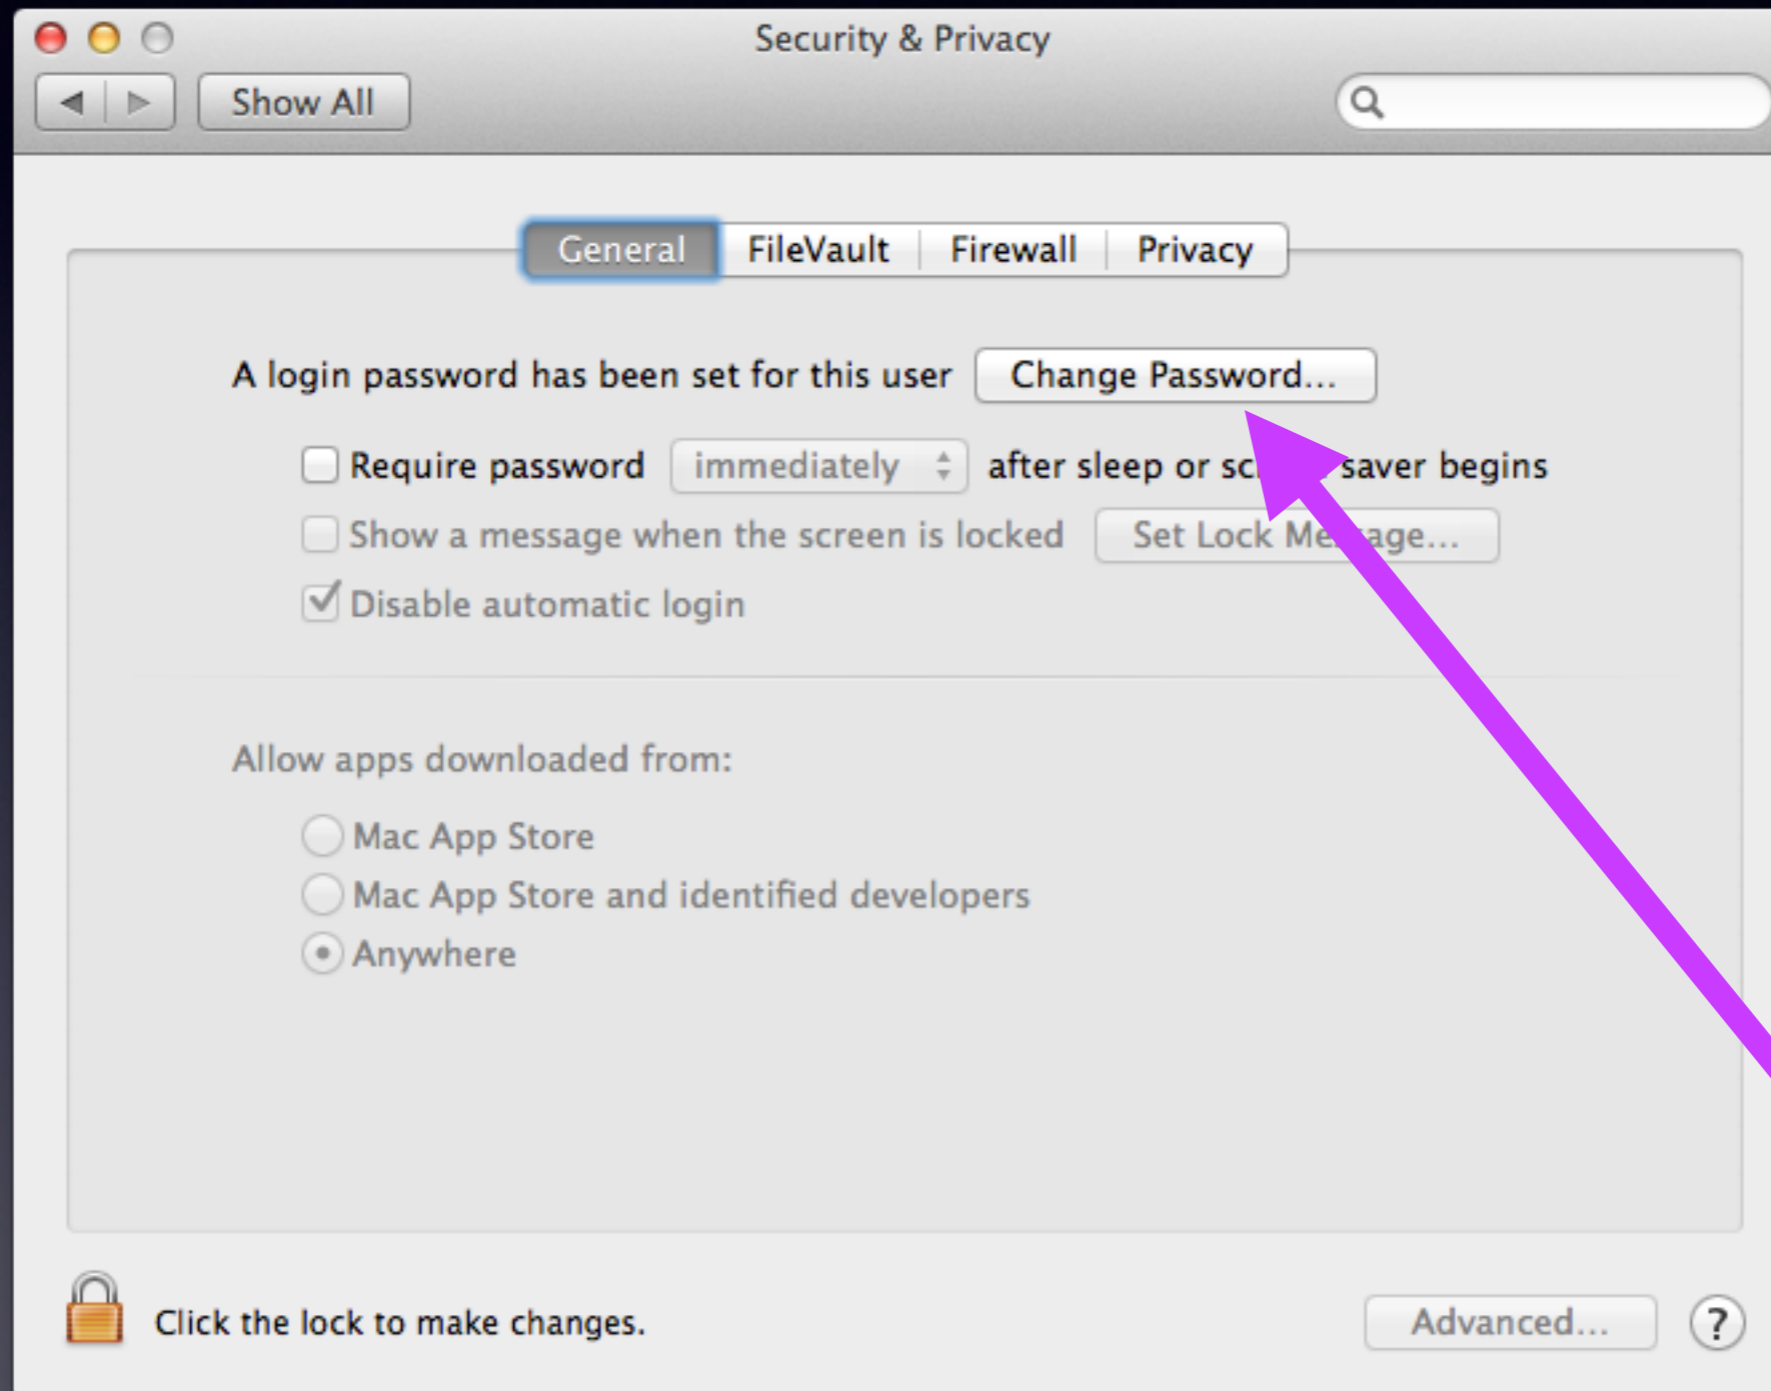 Security & Privacy
Show All
General FileVault Firewall Privacy
A login password has been set for this user Change Password...
Require password immediately after sleep or saver begins
Show a message when the screen is locked Set Lock
Disable automatic login
Allow apps downloaded from:
Mac App Store
Mac App Store and identified developers
Anywhere
Click the lock to make changes.
Advanced... ?